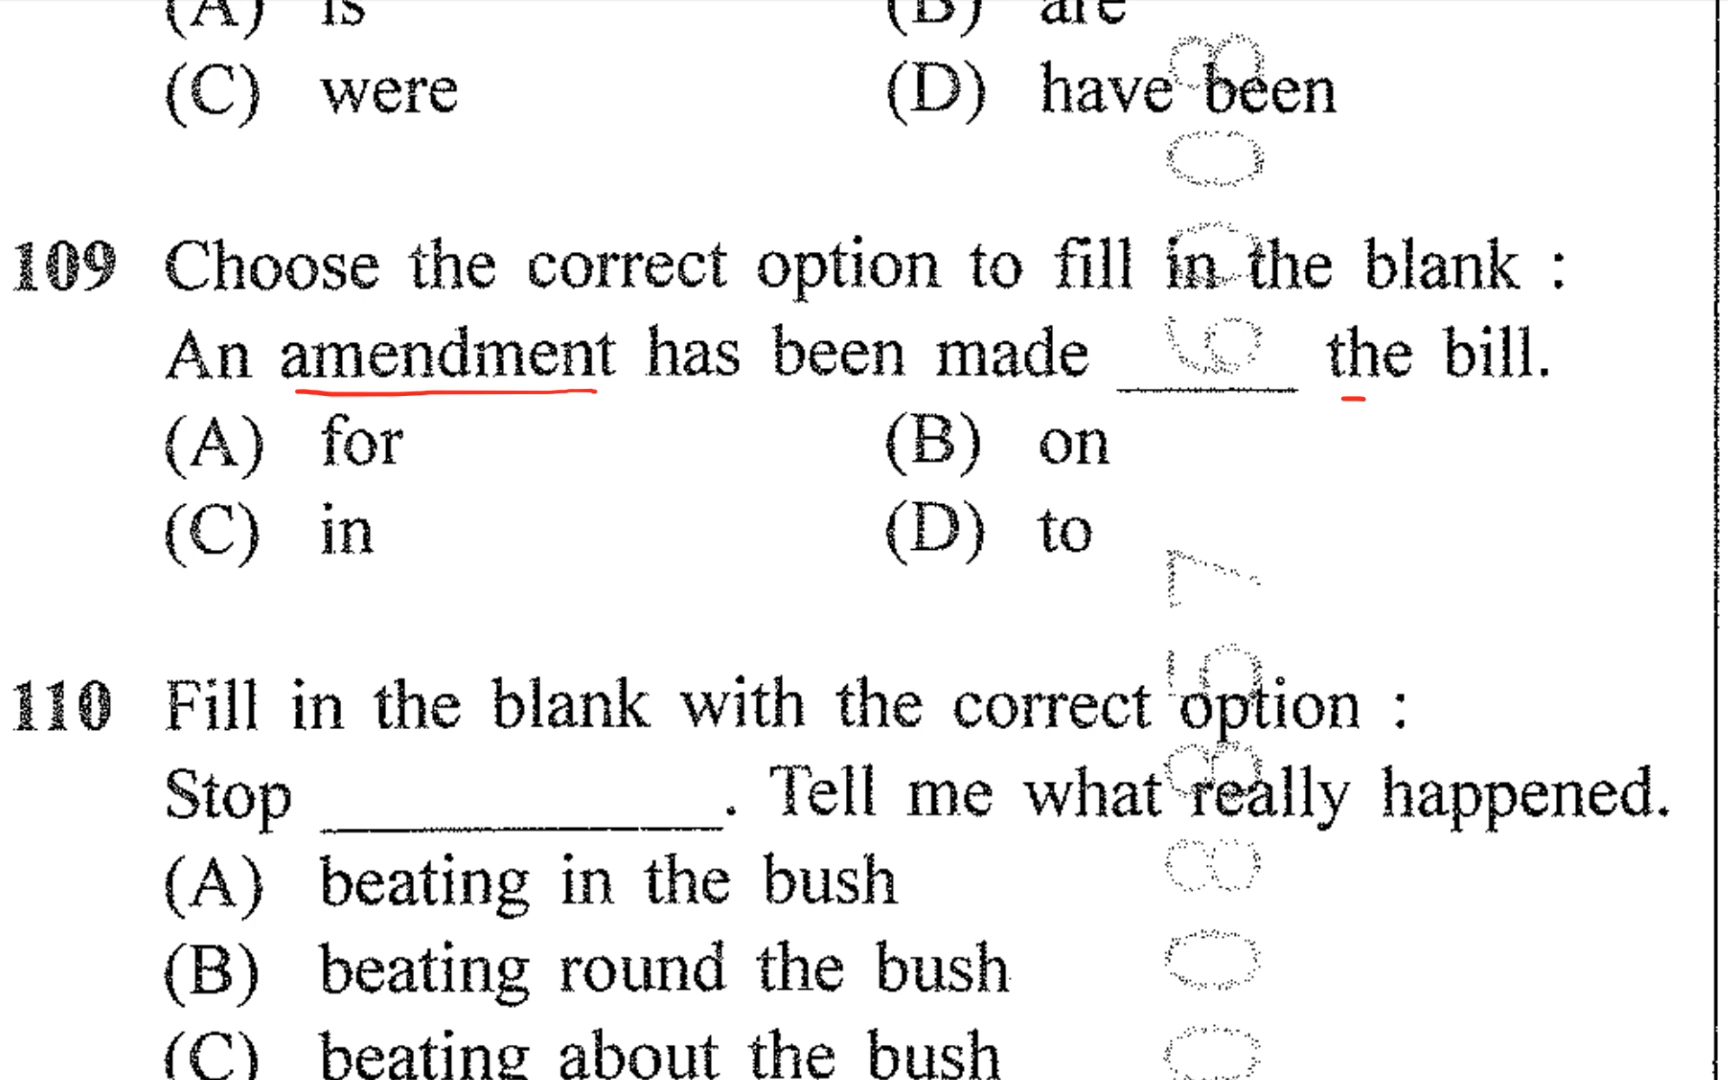 (A) is (B) are
(C) were (D) have been
109 Choose the correct option to fill in the blank :
An amendment has been made ______ the bill.
(A) for (B) on
(C) in (D) to
110 Fill in the blank with the correct option :
Stop ____________. Tell me what really happened.
(A) beating in the bush
(B) beating round the bush
(C) beating about the bush